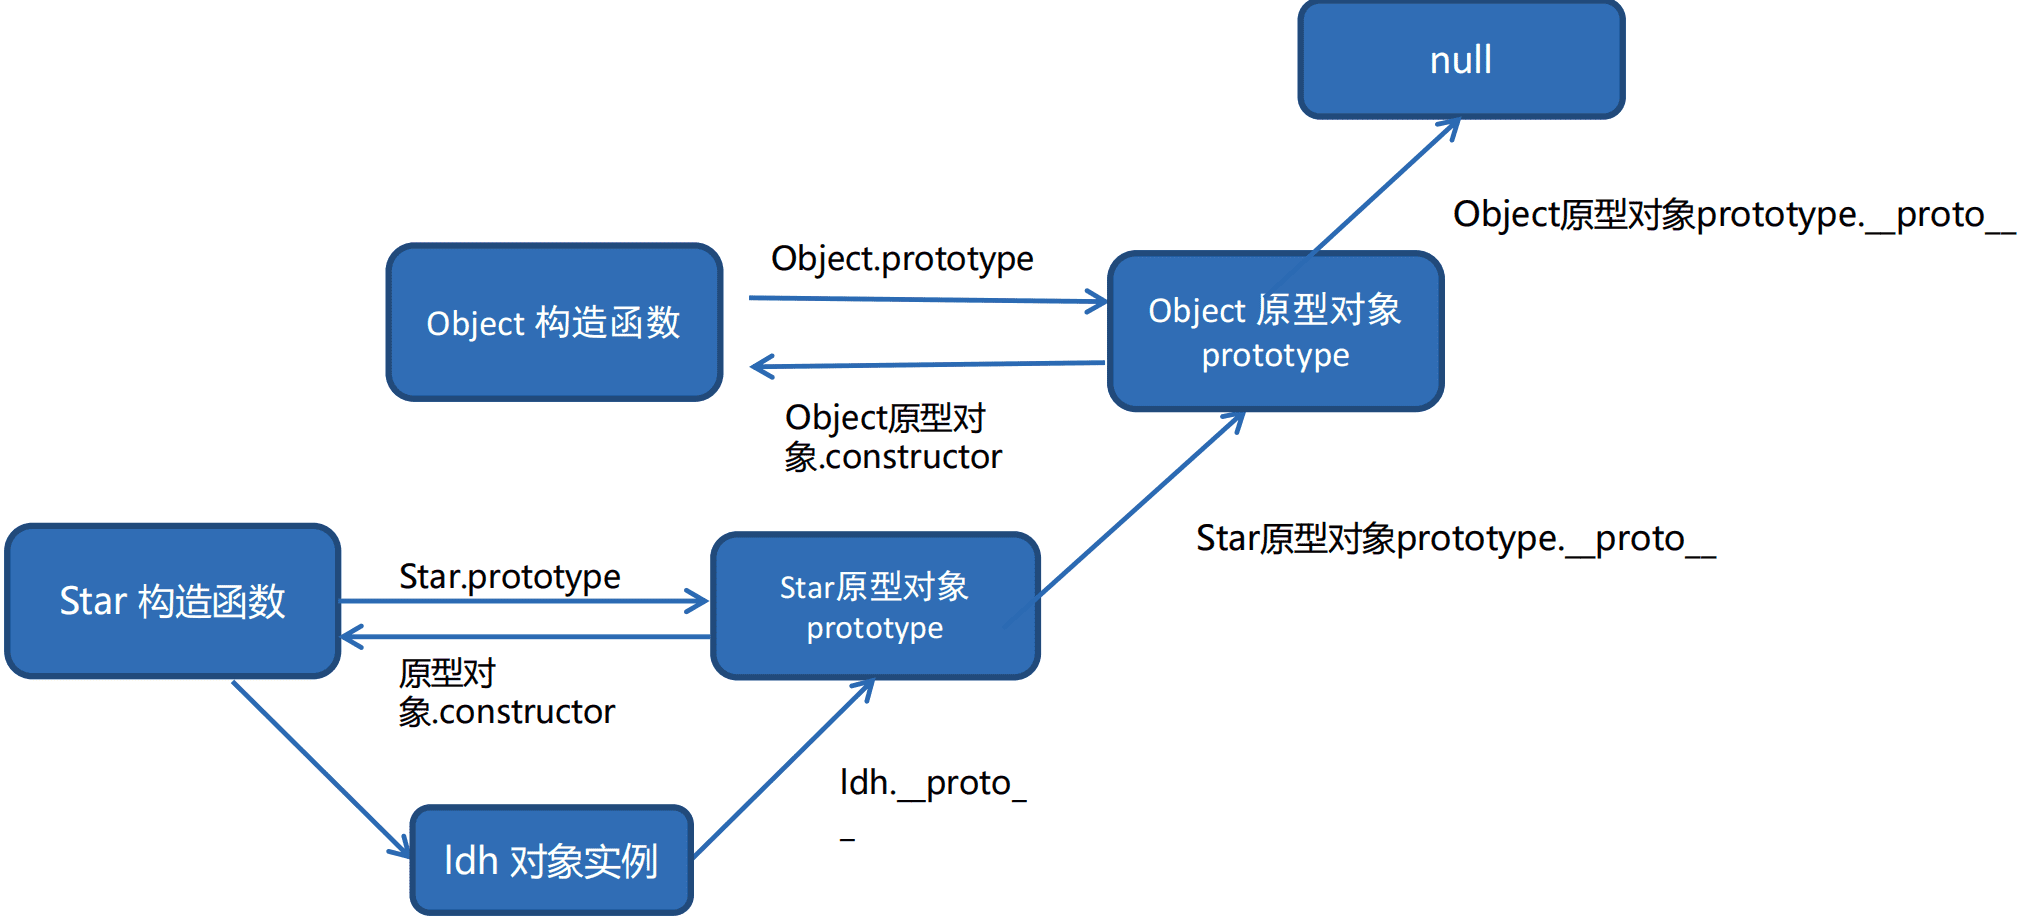 null
Object原型对象prototype.__proto__
Object.prototype
Object 构造函数
Object 原型对象
prototype
Object原型对
象.constructor
Star原型对象prototype.__proto__
Star 构造函数
Star.prototype
Star原型对象
prototype
原型对
象.constructor
ldh.__proto_
_
ldh 对象实例